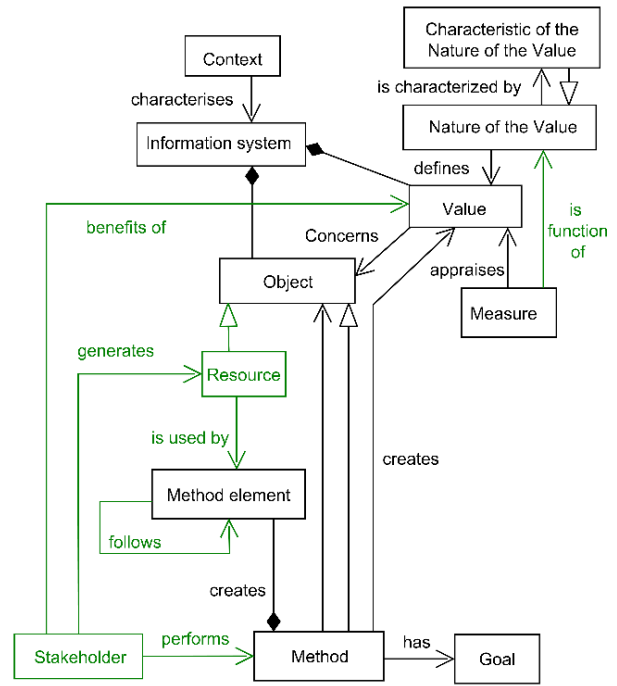 Characteristic of the
Nature of the Value
Context
is characterized by
characterises
Nature of the Value
Information system
defines
benefits of
Value
is
function
of
Concerns
appraises
Object
Measure
generates
Resource
is used by
creates
Method element
follows
creates
performs
has
Stakeholder
Method
Goal